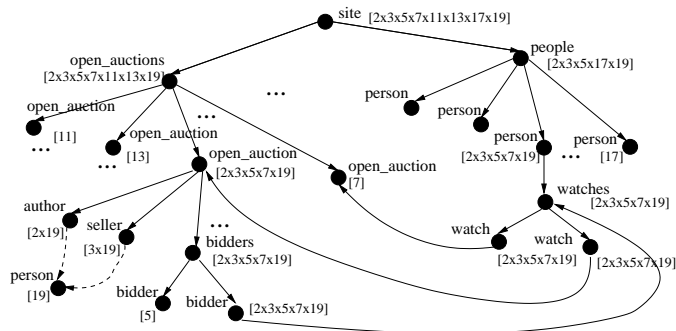 site [2x3x5x7x11x13x17x19]
open_auctions
[2x3x5x7x11x13x19]
people
[2x3x5x17x19]
...
open_auction
[11]
...
...
open_auction
[13]
...
open_auction
[2x3x5x7x19]
open_auction
[7]
person
person
person
[2x3x5x7x19]
...
person
[17]
watches
[2x3x5x7x19]
author
[2x19]
seller
[3x19]
...
bidders
[2x3x5x7x19]
watch
[2x3x5x7x19]
watch
[2x3x5x7x19]
person
[19]
bidder
[5]
bidder
[2x3x5x7x19]